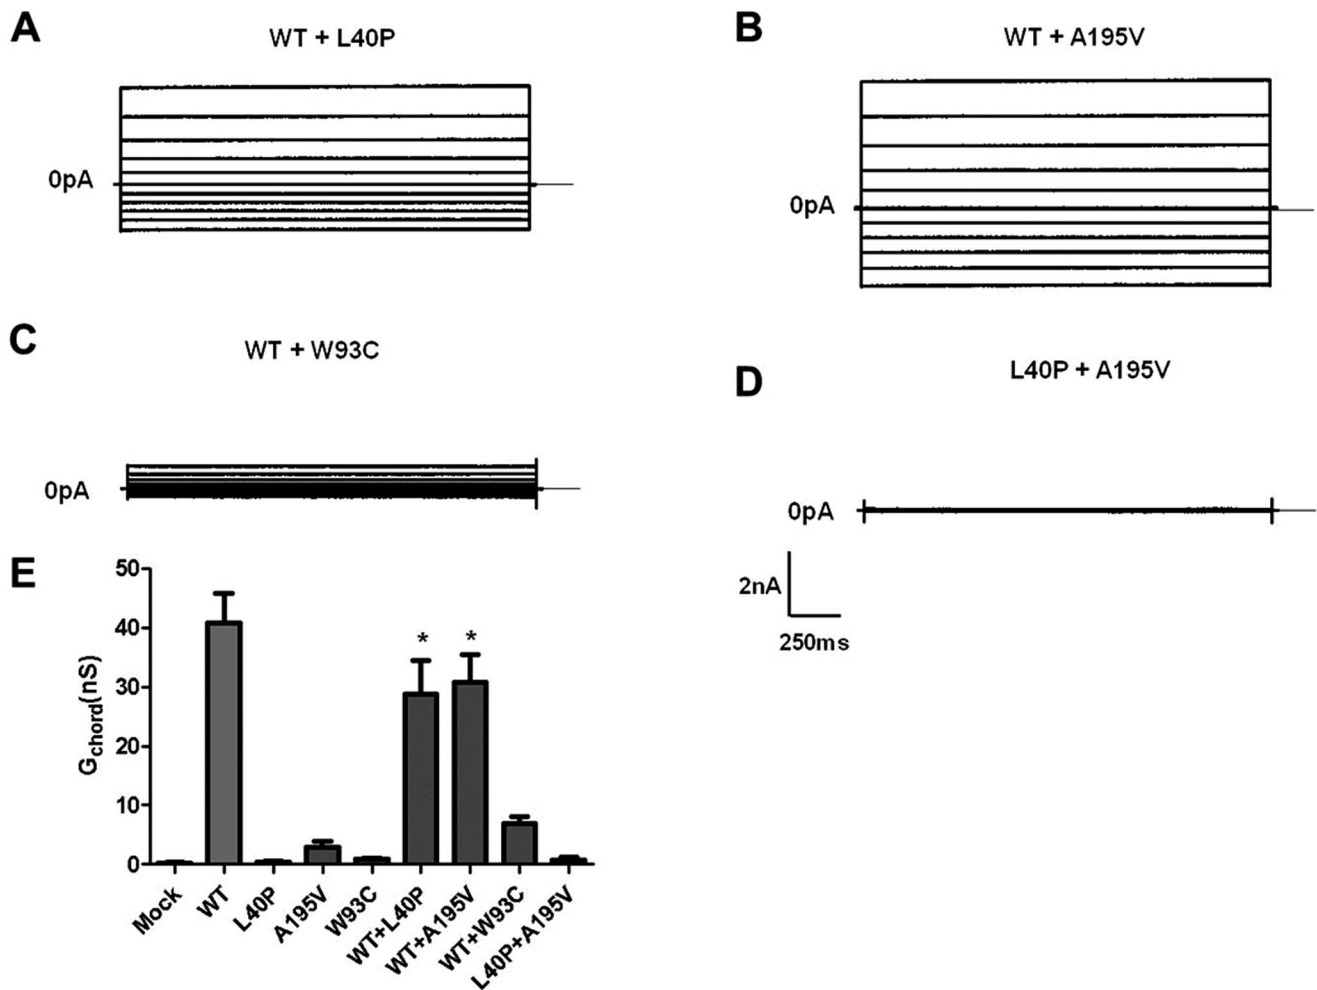 A
WT + L40P
0pA
B
WT + A195V
0pA
C
WT + W93C
0pA
D
L40P + A195V
0pA
2nA
250ms
E
Gchord(nS)
50
40
30
20
10
0
* *
Mock
WT
L40P
A195V
W93C
WT+L40P
WT+A195V
WT+W93C
L40P+A195V